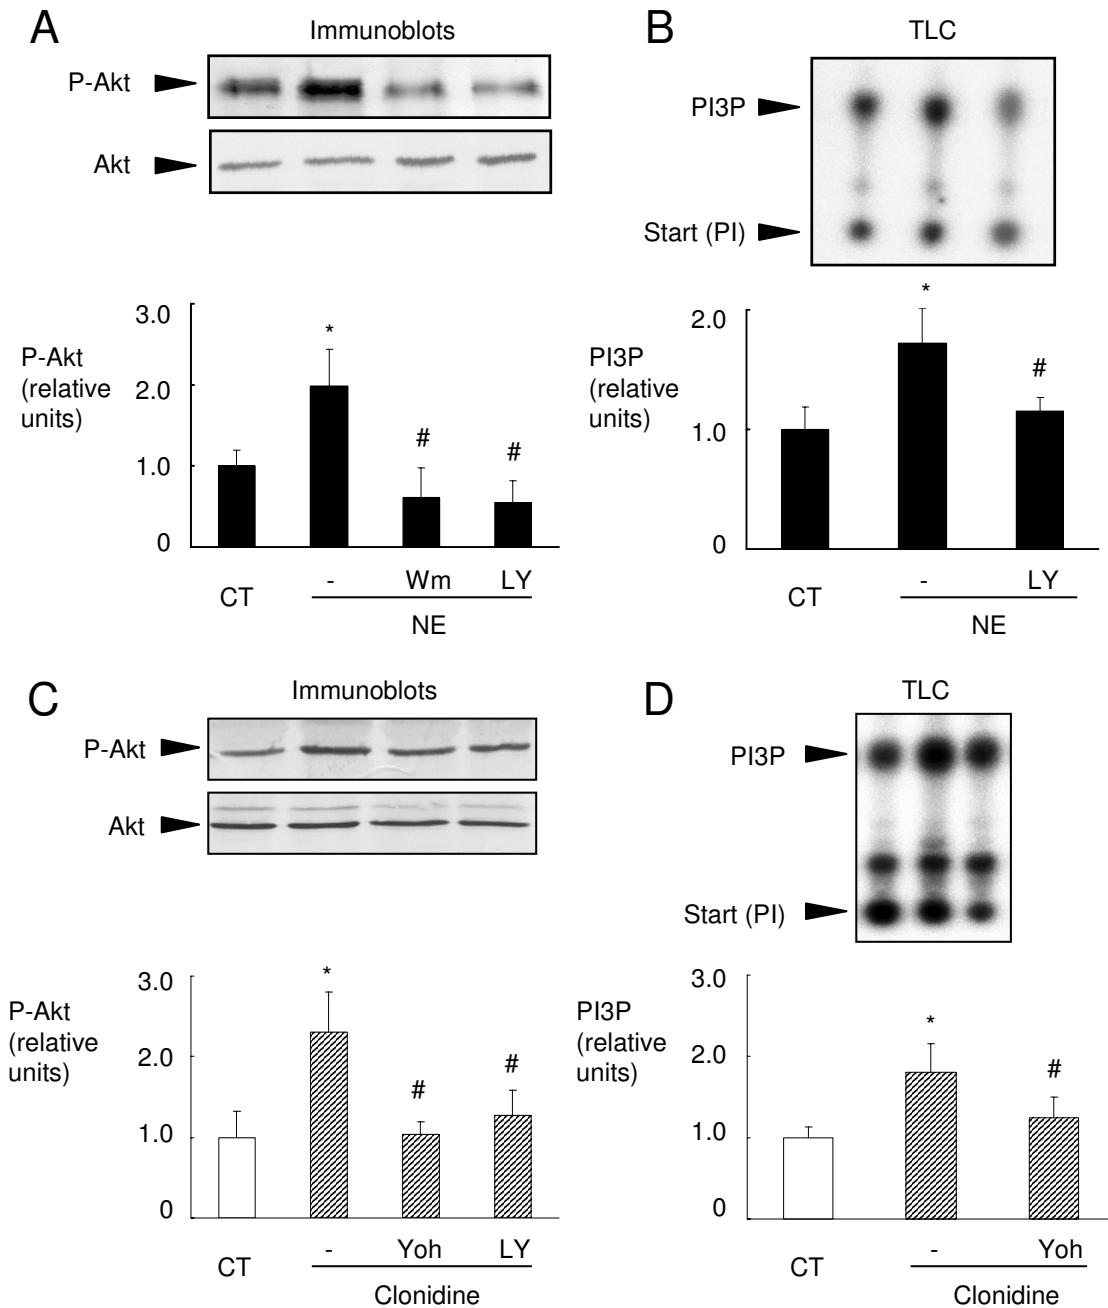 A
Immunoblots
P-Akt
Akt
3.0
*
P-Akt
(relative
units)
2.0
#
#
1.0
0
CT
-
Wm
LY
NE
B
TLC
PI3P
Start (PI)
*
2.0
PI3P
(relative
units)
#
1.0
0
CT
-
LY
NE
C
Immunoblots
P-Akt
Akt
3.0
*
P-Akt
(relative
units)
2.0
#
#
1.0
0
CT
-
Yoh
LY
Clonidine
D
TLC
PI3P
Start (PI)
3.0
PI3P
(relative
units)
*
2.0
#
1.0
0
CT
-
Yoh
Clonidine